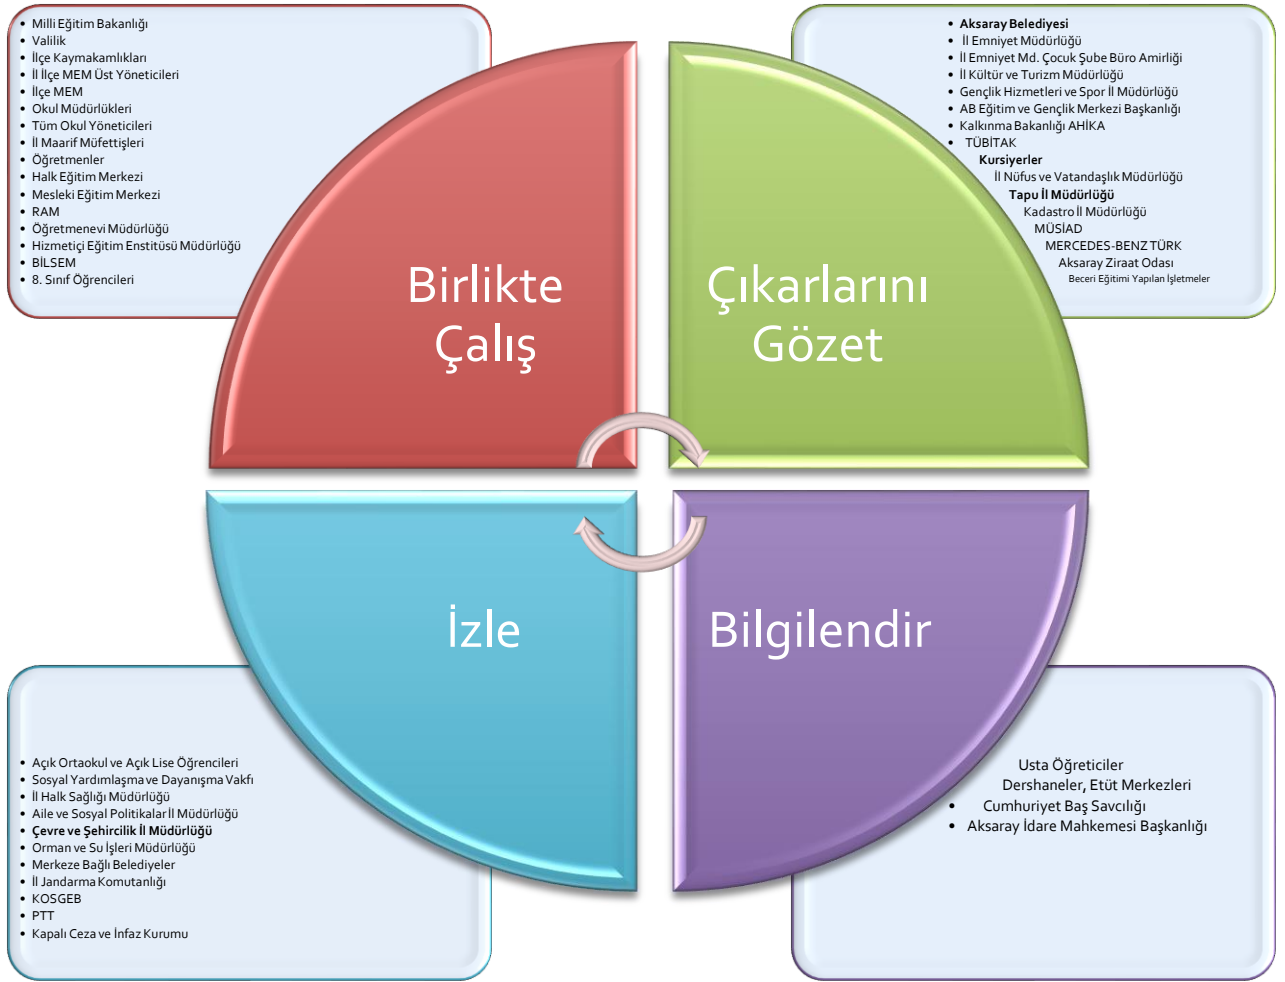 • Milli Eğitim Bakanlığı
• Valilik
• İlçe Kaymakamlıkları
• İl İlçe MEM Üst Yöneticileri
• İlçe MEM
• Okul Müdürlükleri
• Tüm Okul Yöneticileri
• İl Maarif Müfettişleri
• Öğretmenler
• Halk Eğitim Merkezi
• Mesleki Eğitim Merkezi
• RAM
• Öğretmenevi Müdürlüğü
• Hizmetiçi Eğitim Enstitüsü Müdürlüğü
• BİLSEM
• 8. Sınıf Öğrencileri
Birlikte
Çalış
• Aksaray Belediyesi
• İl Emniyet Müdürlüğü
• İl Emniyet Md. Çocuk Şube Büro Amirliği
• İl Kültür ve Turizm Müdürlüğü
• Gençlik Hizmetleri ve Spor İl Müdürlüğü
• AB Eğitim ve Gençlik Merkezi Başkanlığı
• Kalkınma Bakanlığı AHİKA
• TÜBİTAK
Kursiyerler
İl Nüfus ve Vatandaşlık Müdürlüğü
Tapu İl Müdürlüğü
Kadastro İl Müdürlüğü
MÜSİAD
MERCEDES-BENZ TÜRK
Aksaray Ziraat Odası
Beceri Eğitimi Yapılan İşletmeler
Çıkarlarını
Gözet
İzle
• Açık Ortaokul ve Açık Lise Öğrencileri
• Sosyal Yardımlaşma ve Dayanışma Vakfı
• İl Halk Sağlığı Müdürlüğü
• Aile ve Sosyal Politikalar İl Müdürlüğü
• Çevre ve Şehircilik İl Müdürlüğü
• Orman ve Su İşleri Müdürlüğü
• Merkeze Bağlı Belediyeler
• İl Jandarma Komutanlığı
• KOSGEB
• PTT
• Kapalı Ceza ve İnfaz Kurumu
Bilgilendir
Usta Öğreticiler
Dershaneler, Etüt Merkezleri
• Cumhuriyet Baş Savcılığı
• Aksaray İdare Mahkemesi Başkanlığı